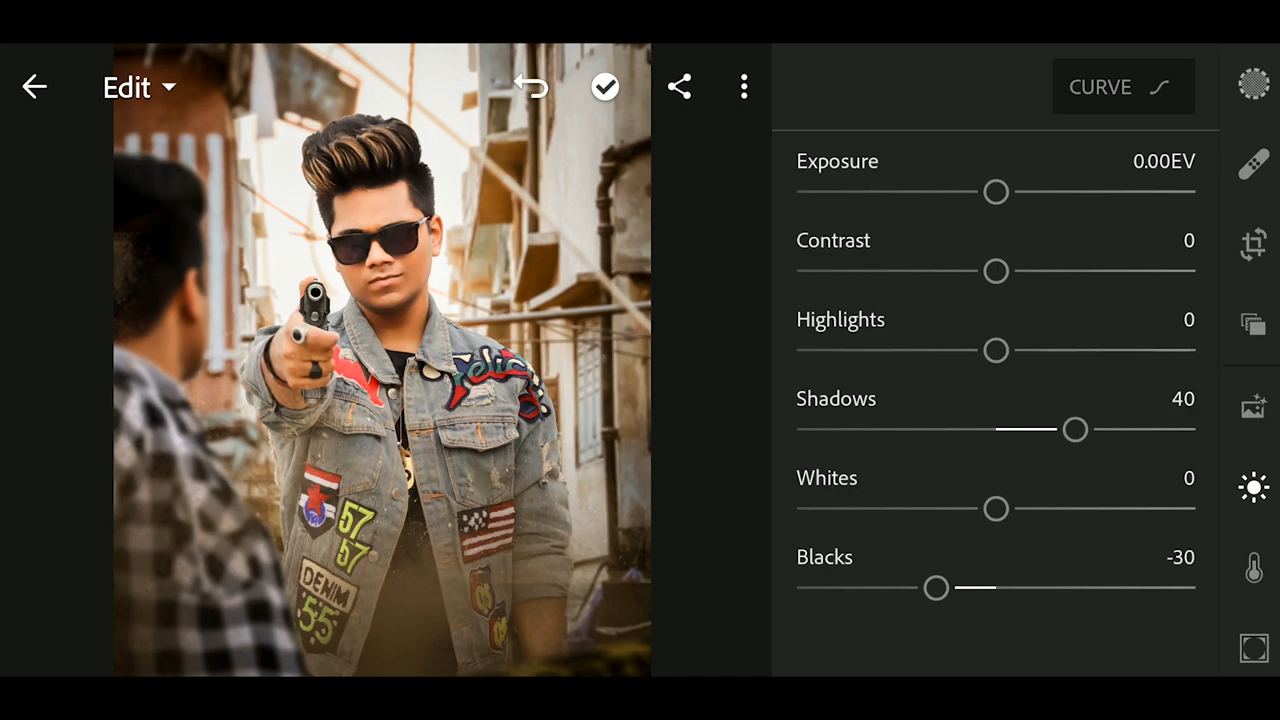 Edit
CURVE
Exposure 0.00EV
Contrast 0
Highlights 0
Shadows 40
Whites 0
Blacks -30
57
57
DENIM
55